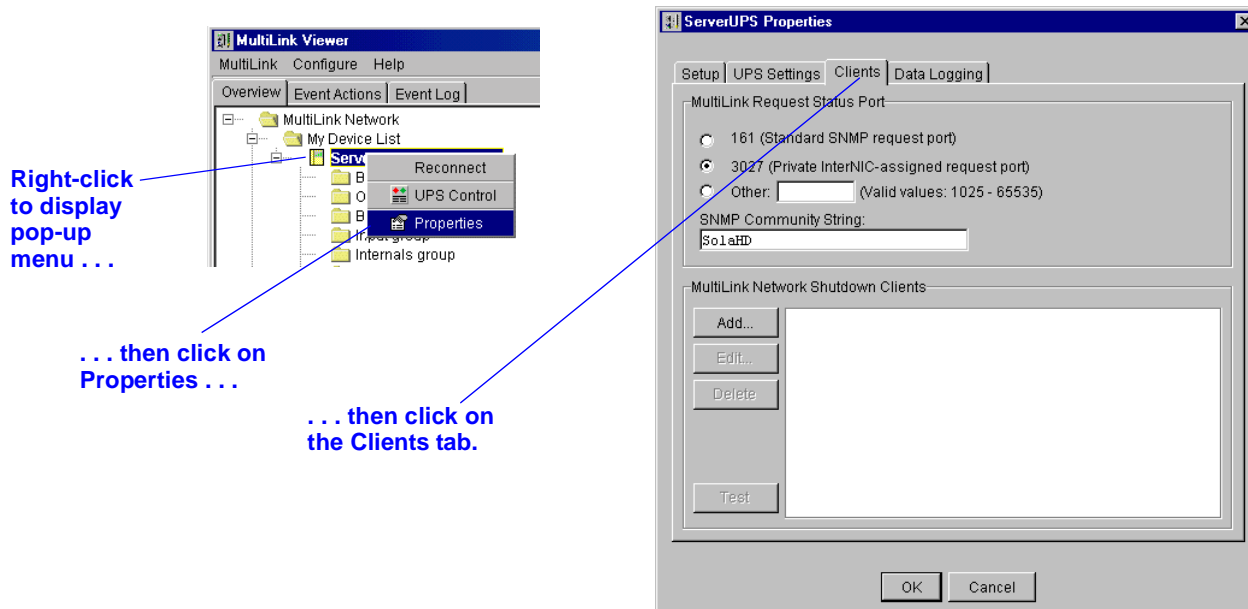 MultiLink Viewer
MultiLink Configure Help
Overview Event Actions Event Log
MultiLink Network
My Device List
Reconnect
UPS Control
Properties
Internals group
Right-click
to display
pop-up
menu . . .
. . . then click on
Properties . . .
. . . then click on
the Clients tab.
ServerUPS Properties
Setup UPS Settings Clients Data Logging
MultiLink Request Status Port
161 (Standard SNMP request port)
3027 (Private InterNIC-assigned request port)
Other: (Valid values: 1025 - 65535)
SNMP Community String:
SolaHD
MultiLink Network Shutdown Clients
Add...
Edit...
Delete
Test
OK Cancel